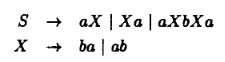 S → aX | Xa | aXbXa
X → ba | ab